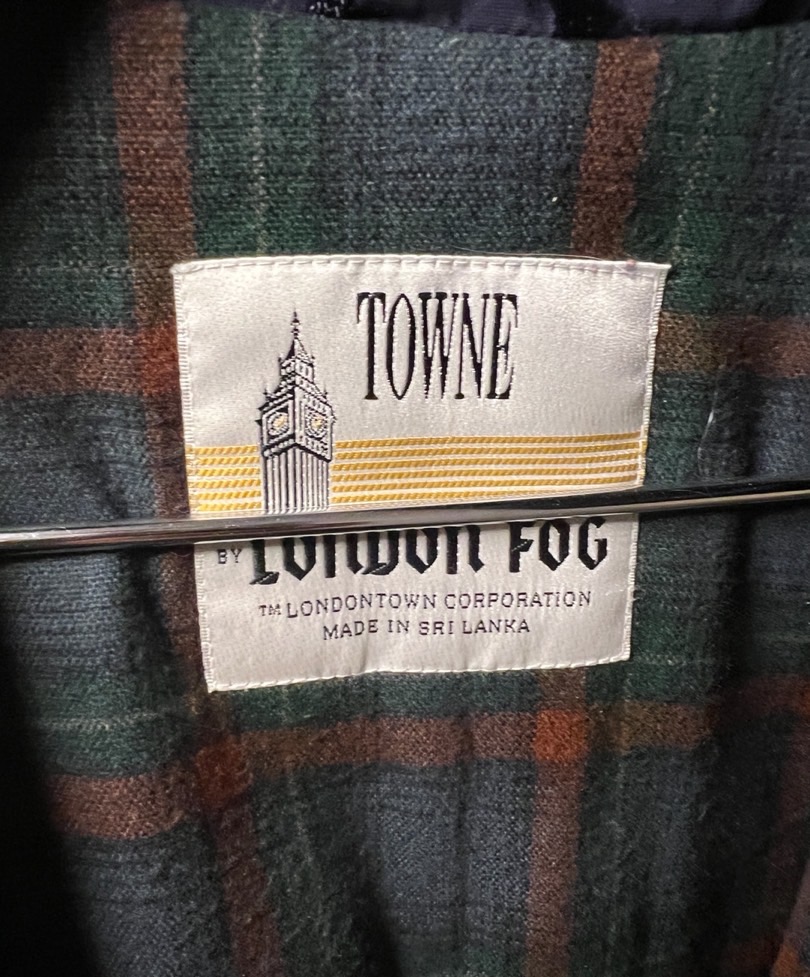 TOWNE
BY LONDON FOG
™ LONDONTOWN CORPORATION
MADE IN SRI LANKA